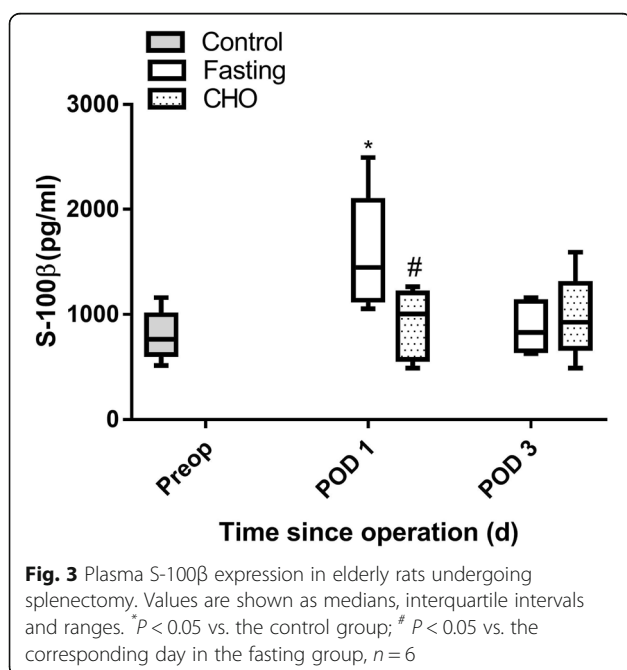 Control
Fasting
CHO
3000
2000
1000
0
S-100β (pg/ml)
*
#
Preop
POD 1
POD 3
Time since operation (d)
Fig. 3 Plasma S-100β expression in elderly rats undergoing
splenectomy. Values are shown as medians, interquartile intervals
and ranges. *P < 0.05 vs. the control group; # P < 0.05 vs. the
corresponding day in the fasting group, n = 6